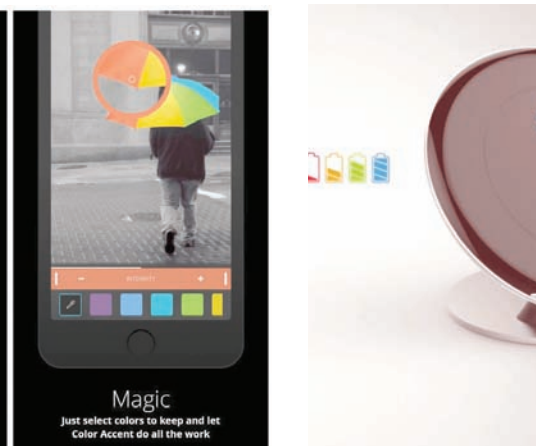 Magic
Just select colors to keep and let
Color Accent do all the work